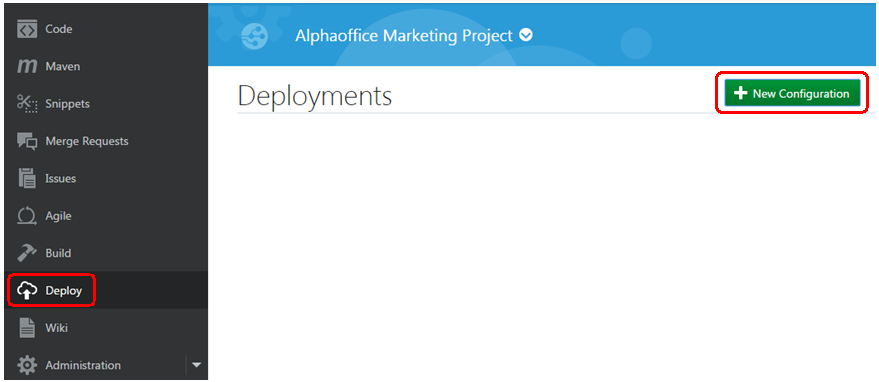 Code
Maven
Snippets
Merge Requests
Issues
Agile
Build
Deploy
Wiki
Administration
Alphaoffice Marketing Project
Deployments
New Configuration